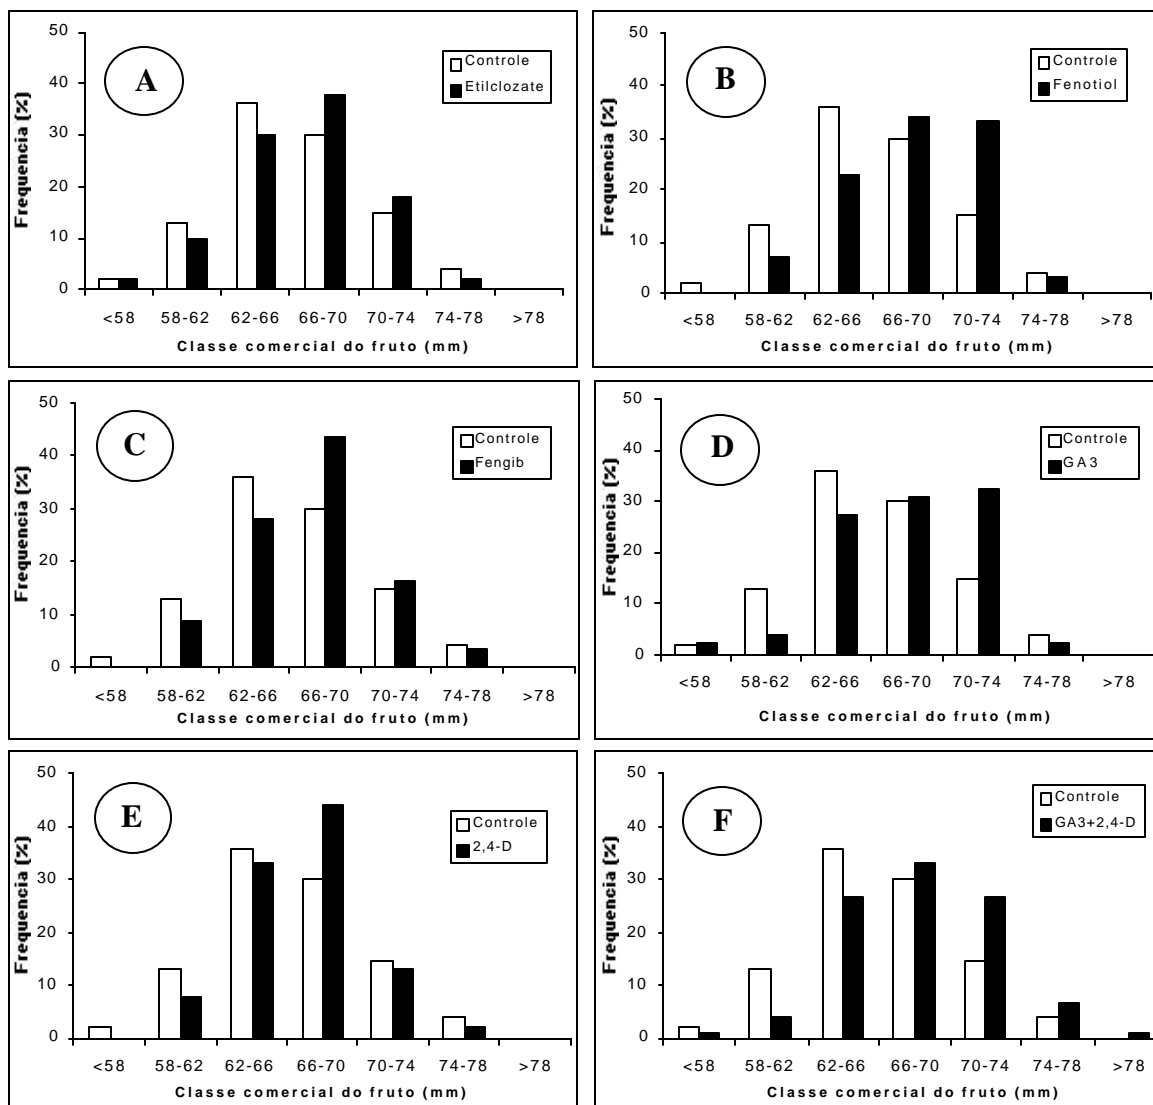 A
Controle
Etilclozate
Frequencia (%)
50
40
30
20
10
0
<58 58-62 62-66 66-70 70-74 74-78 >78
Classe comercial do fruto (mm)
B
Controle
Fenotiol
Frequencia (%)
50
40
30
20
10
0
<58 58-62 62-66 66-70 70-74 74-78 >78
Classe comercial do fruto (mm)
C
Controle
Fengib
Frequencia (%)
50
40
30
20
10
0
<58 58-62 62-66 66-70 70-74 74-78 >78
Classe comercial do fruto (mm)
D
Controle
GA3
Frequencia (%)
50
40
30
20
10
0
<58 58-62 62-66 66-70 70-74 74-78 >78
Classe comercial do fruto (mm)
E
Controle
2,4-D
Frequencia (%)
50
40
30
20
10
0
<58 58-62 62-66 66-70 70-74 74-78 >78
Classe comercial do fruto (mm)
F
Controle
GA3+2,4-D
Frequencia (%)
50
40
30
20
10
0
<58 58-62 62-66 66-70 70-74 74-78 >78
Classe comercial do fruto (mm)